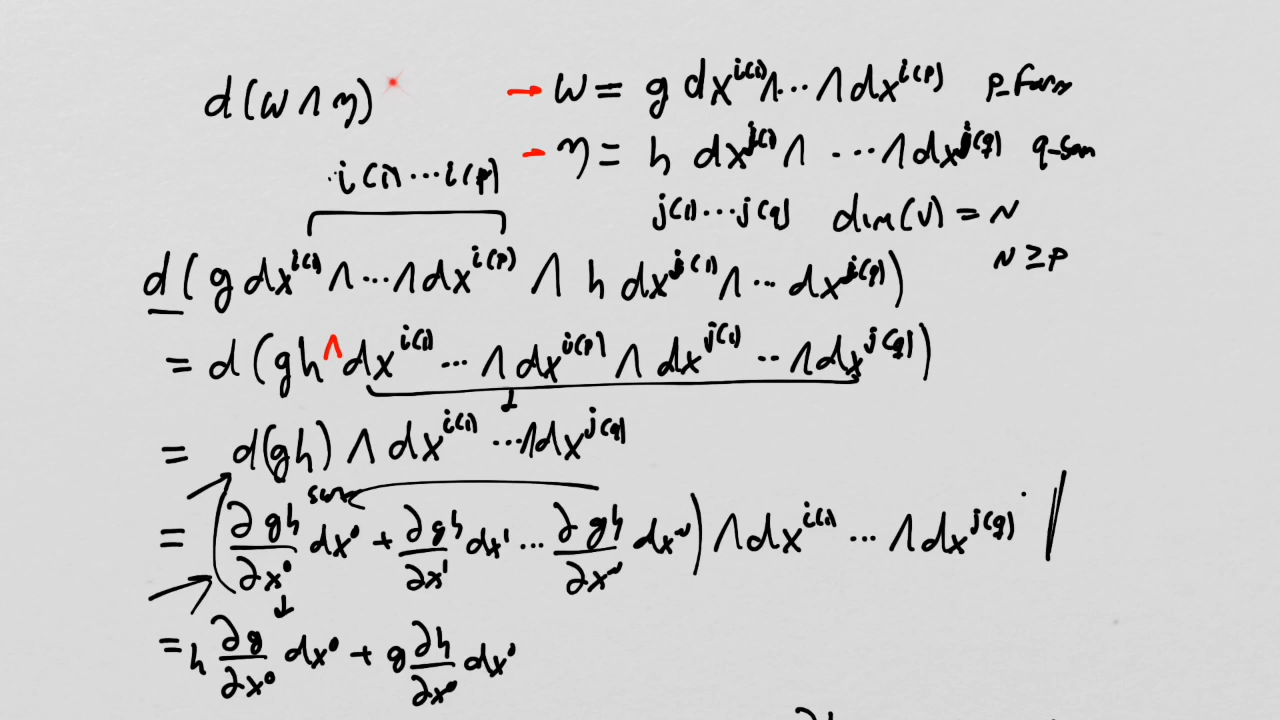 d(ω ∧ η) → ω = g dx^{i(1)} ∧ ⋯ ∧ dx^{i(p)} p-form
– η = h dx^{j(1)} ∧ ⋯ ∧ dx^{j(q)} q-form
i(1) ⋯ i(p)
j(1) ⋯ j(q) dim(V) = N
N ≥ P
d(g dx^{i(1)} ∧ ⋯ ∧ dx^{i(p)} ∧ h dx^{j(1)} ∧ ⋯ dx^{j(p)})
= d(gh ∧ dx^{i(1)} ⋯ ∧ dx^{i(p)} ∧ dx^{j(1)} ⋯ ∧ dx^{j(q)})
= d(gh) ∧ dx^{i(1)} ⋯ ∧ dx^{j(q)}
= (∂gh/∂x^0 dx^0 + ∂gh/∂x^1 dx^1 ⋯ ∂gh/∂x^N dx^N) ∧ dx^{i(1)} ⋯ ∧ dx^{j(q)}
= h ∂g/∂x^0 dx^0 + g ∂h/∂x^0 dx^0